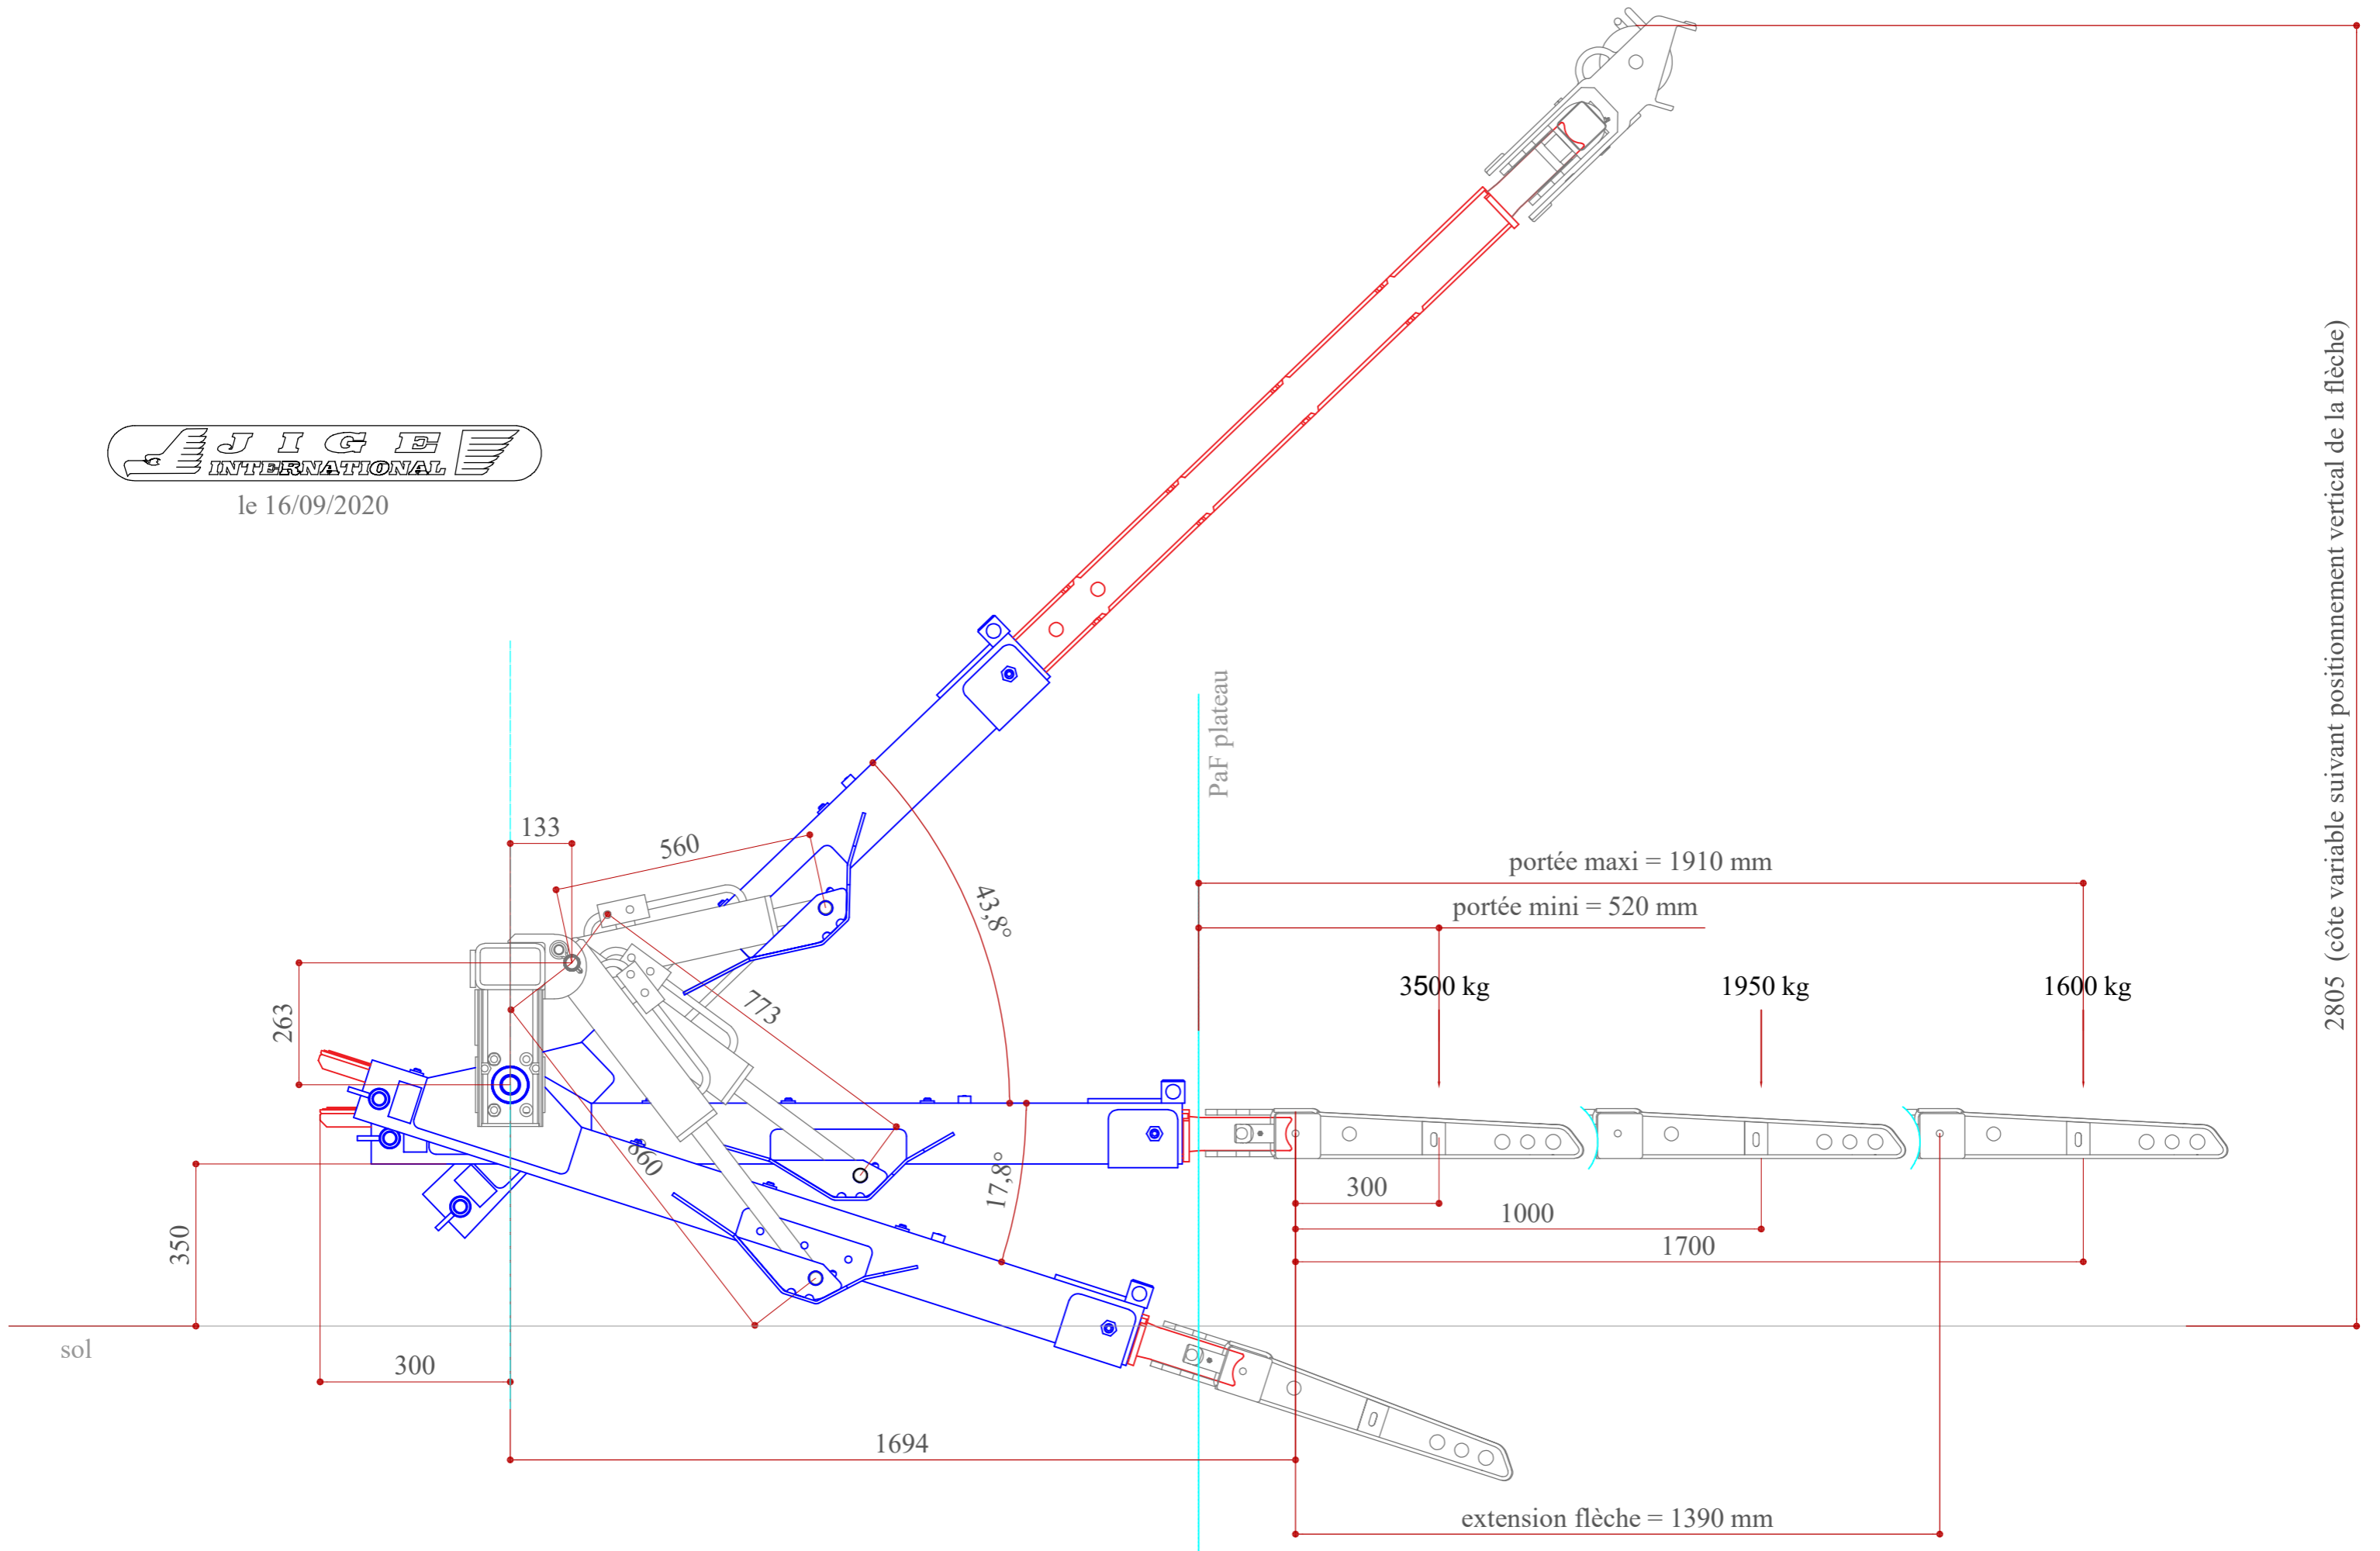 JIGE
INTERNATIONAL
le 16/09/2020
2805 (côte variable suivant positionnement vertical de la flèche)
PaF plateau
133
560
43,8°
portée maxi = 1910 mm
portée mini = 520 mm
3500 kg
1950 kg
1600 kg
263
773
860
17,8°
300
1000
1700
350
sol
300
1694
extension flèche = 1390 mm